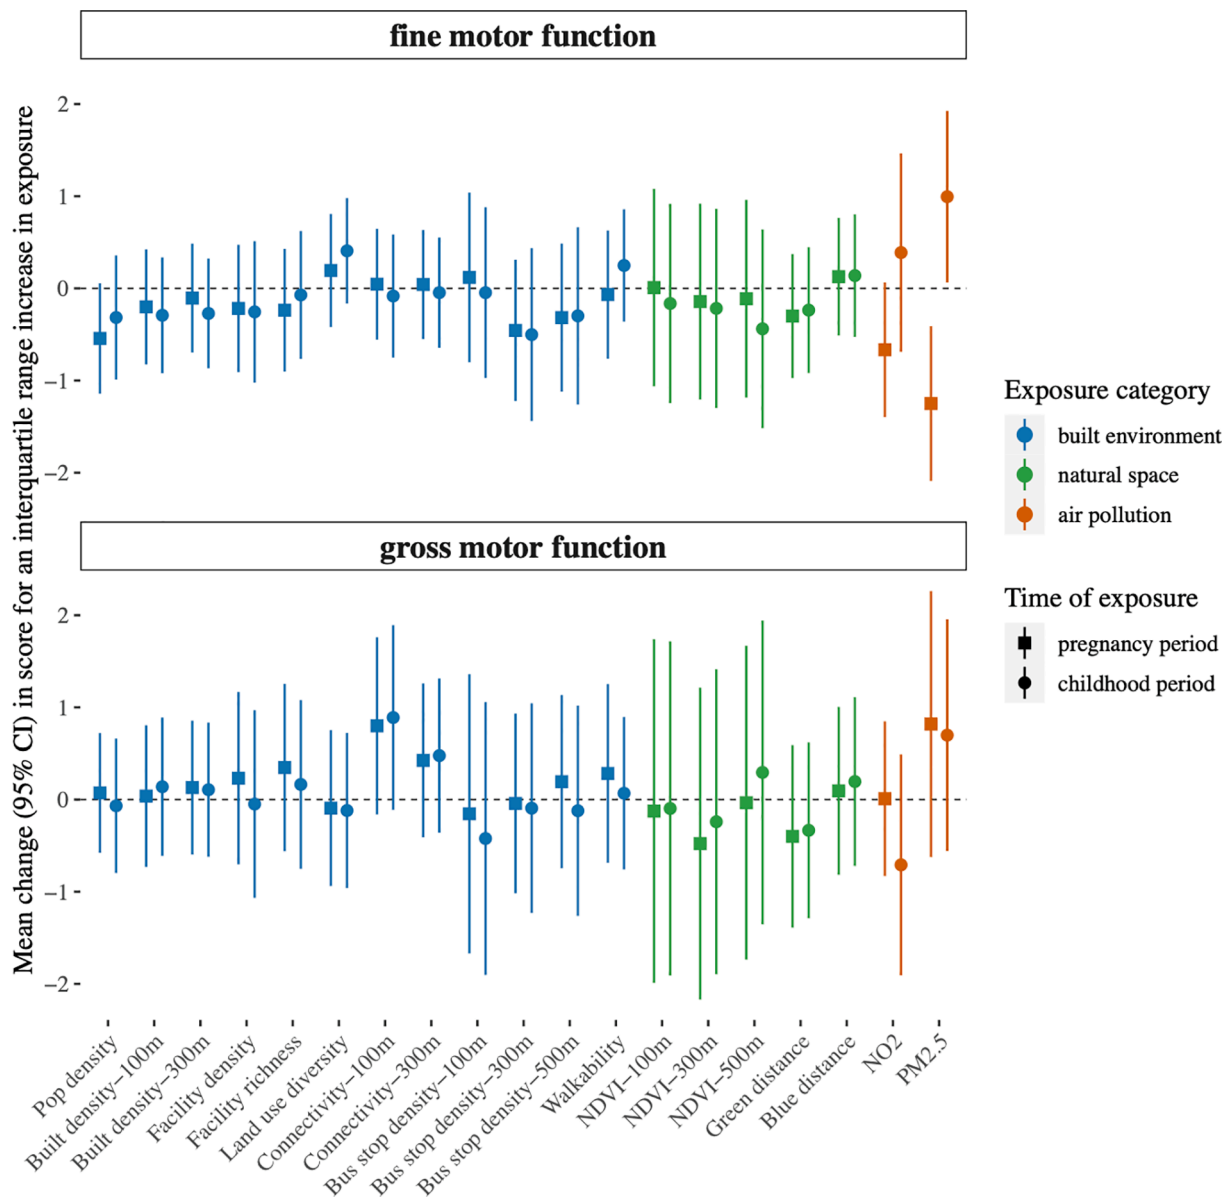 fine motor function
Mean change (95% CI) in score for an interquartile range increase in exposure
2
1
0
−1
−2
gross motor function
2
1
0
−1
−2
Pop density
Built density−100m
Built density−300m
Facility density
Facility richness
Land use diversity
Connectivity−100m
Connectivity−300m
Bus stop density−100m
Bus stop density−300m
Bus stop density−500m
Walkability
NDVI−100m
NDVI−300m
NDVI−500m
Green distance
Blue distance
NO2
PM2.5
Exposure category
built environment
natural space
air pollution
Time of exposure
pregnancy period
childhood period